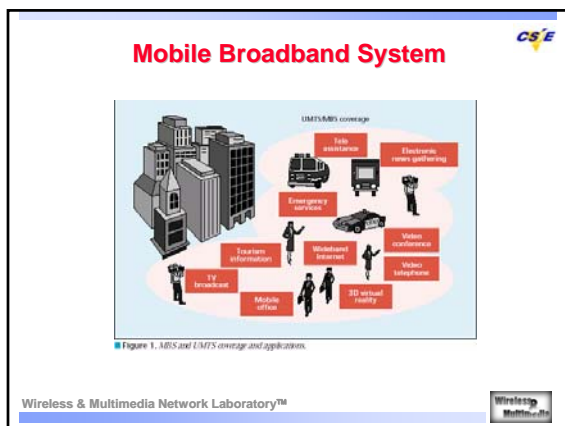 CSIE
Mobile Broadband System
UMTS/MBS coverage
Tele
assistance
Electronic
news gathering
Emergency
services
Video
conference
Tourism
information
Wideband
Internet
Video
telephone
TV
broadcast
Mobile
office
3D virtual
reality
Figure 1. MBS and UMTS coverage and applications.
Wireless & Multimedia Network Laboratory™
Wireless
Multimedia